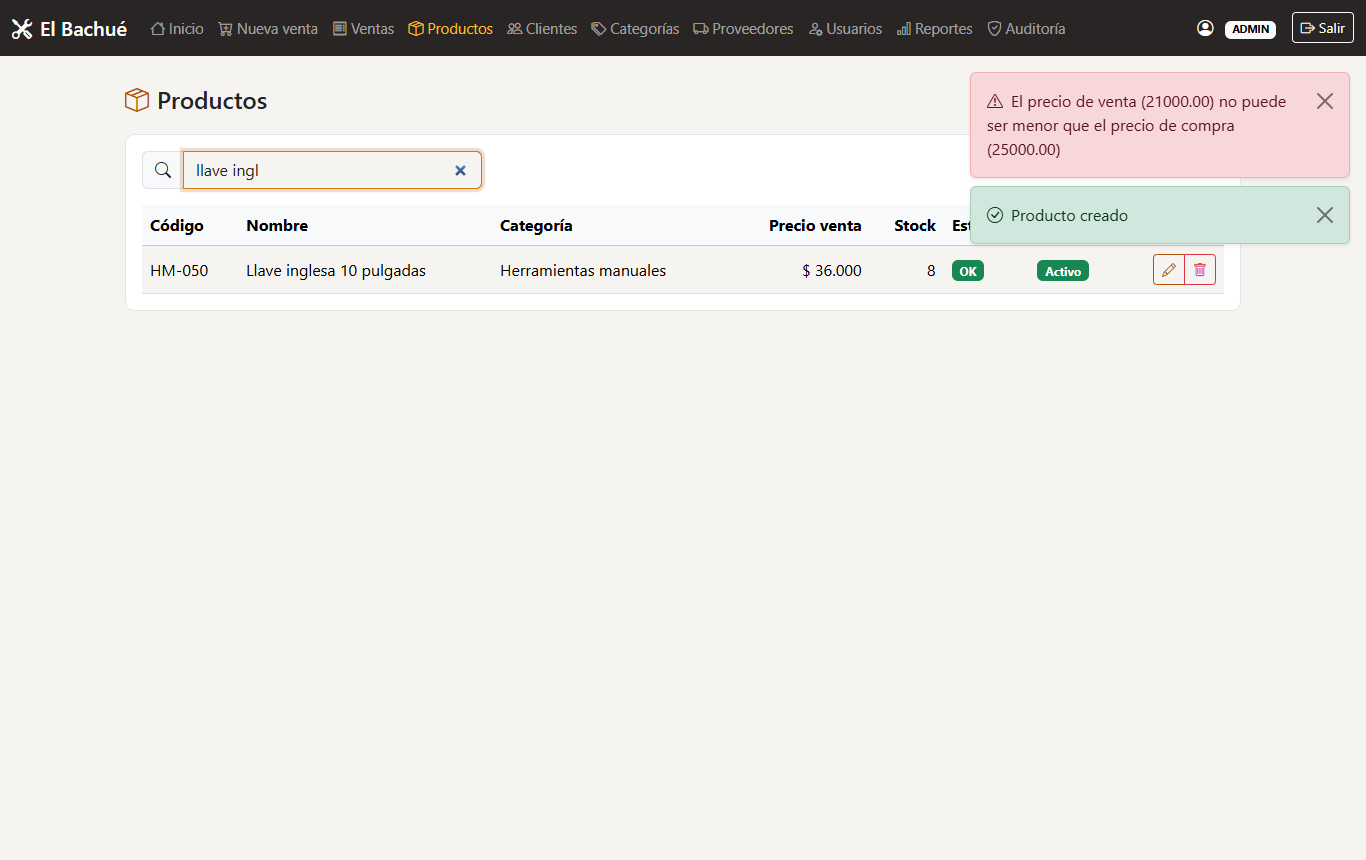 El Bachué Inicio Nueva venta Ventas Productos Clientes Categorías Proveedores Usuarios Reportes Auditoría ADMIN Salir
Productos
El precio de venta (21000.00) no puede
ser menor que el precio de compra
(25000.00)
llave ingl
Producto creado
Código Nombre Categoría Precio venta Stock
HM-050 Llave inglesa 10 pulgadas Herramientas manuales $ 36.000 8 OK Activo